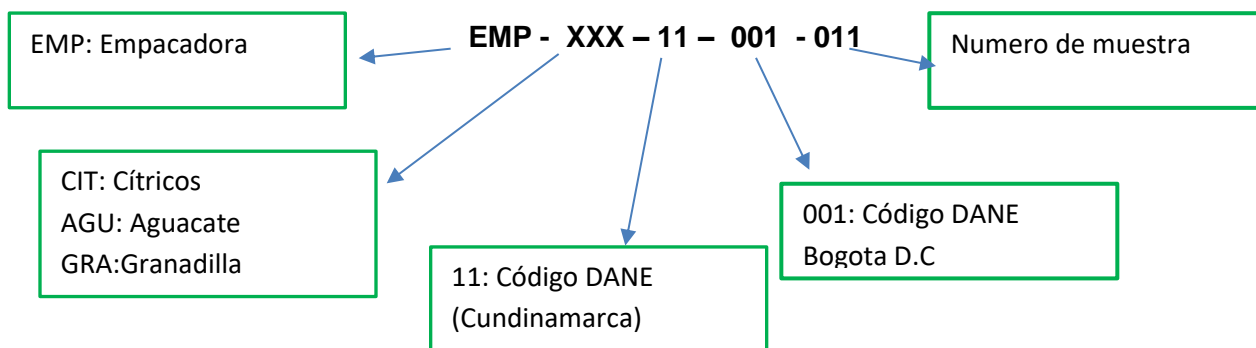 EMP - XXX – 11 – 001 - 011
EMP: Empacadora
Numero de muestra
CIT: Cítricos
AGU: Aguacate
GRA:Granadilla
11: Código DANE
(Cundinamarca)
001: Código DANE
Bogota D.C